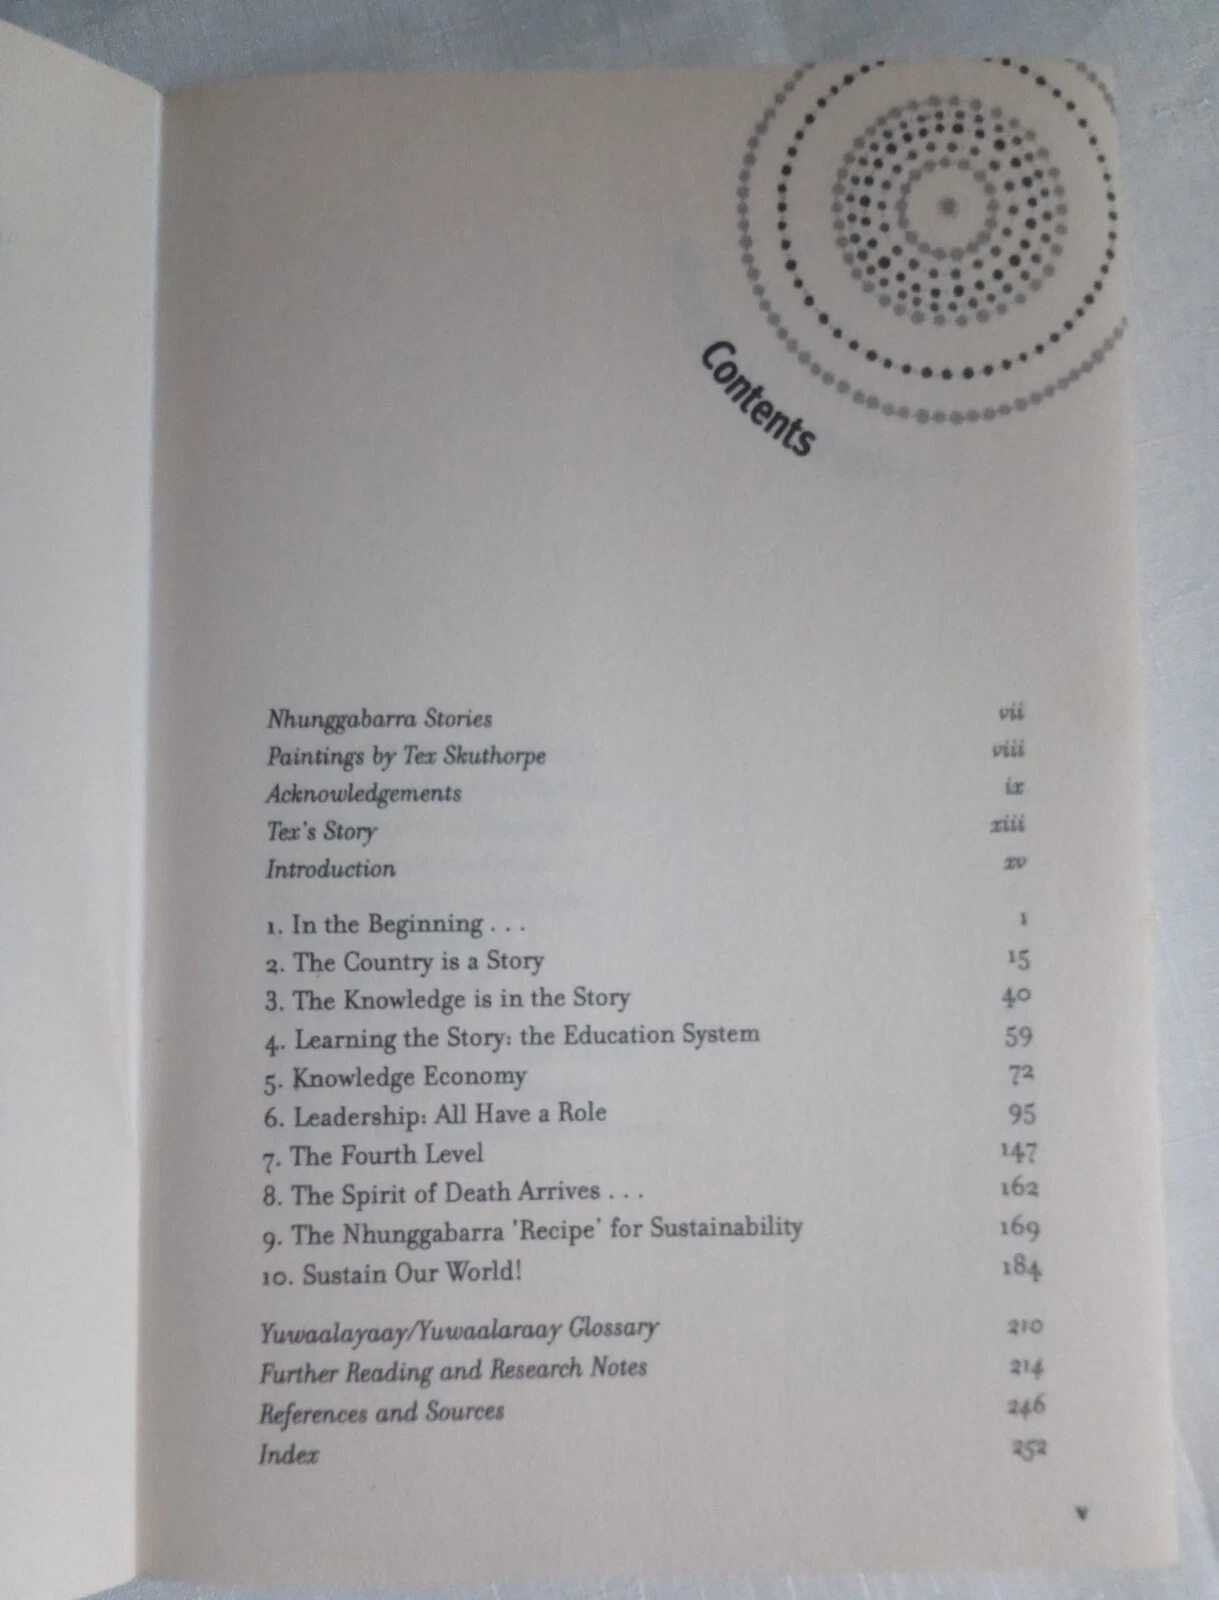 Contents
Nhunggabarra Stories vii
Paintings by Tex Skuthorpe viii
Acknowledgements ix
Tex's Story xiii
Introduction xv
1. In the Beginning . . . 1
2. The Country is a Story 15
3. The Knowledge is in the Story 40
4. Learning the Story: the Education System 59
5. Knowledge Economy 72
6. Leadership: All Have a Role 95
7. The Fourth Level 147
8. The Spirit of Death Arrives . . . 162
9. The Nhunggabarra 'Recipe' for Sustainability 169
10. Sustain Our World! 184
Yuwaalayaay/Yuwaalaraay Glossary 210
Further Reading and Research Notes 214
References and Sources 246
Index 252
v